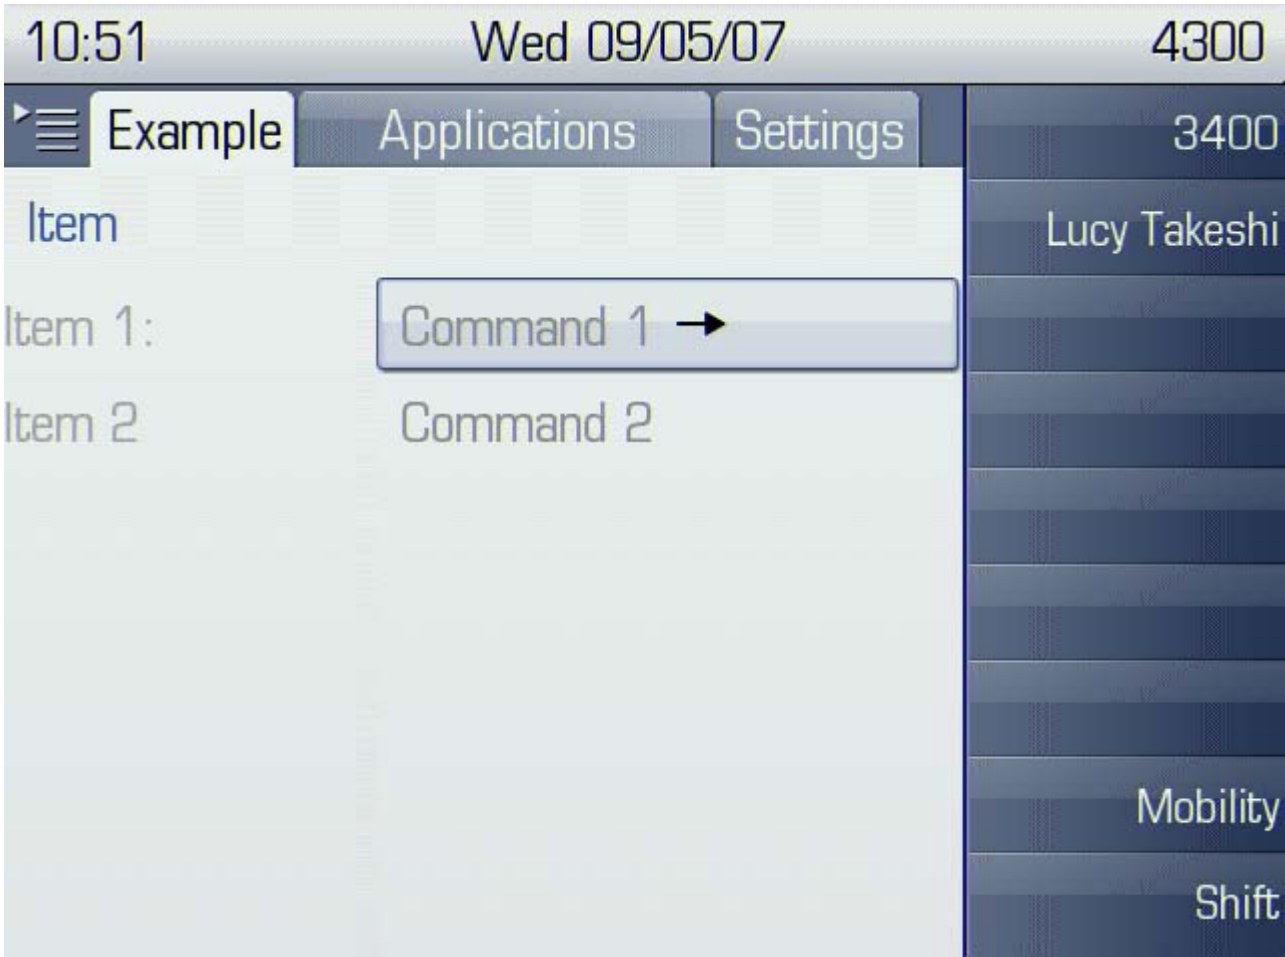 10:51 Wed 09/05/07 4300
Example Applications Settings
3400
Item
Lucy Takeshi
Item 1: Command 1
Item 2 Command 2
Mobility
Shift